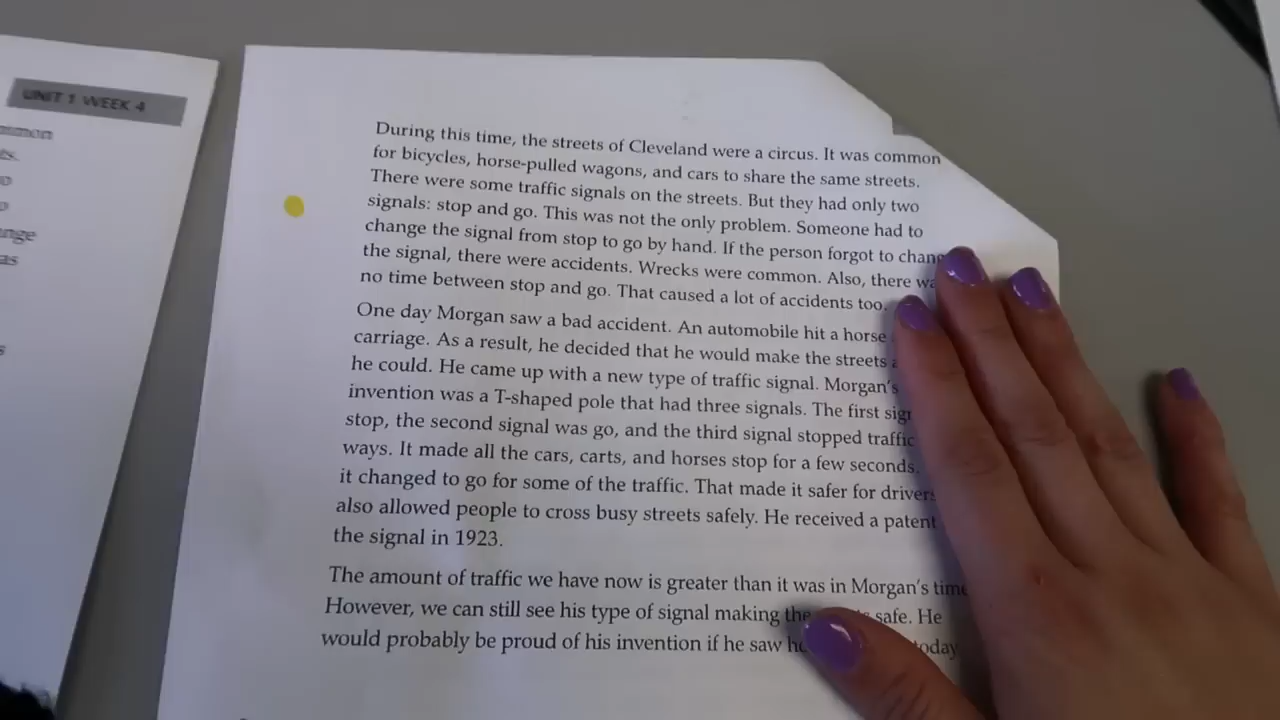 UNIT 1 WEEK 4
During this time, the streets of Cleveland were a circus. It was common
for bicycles, horse-pulled wagons, and cars to share the same streets.
There were some traffic signals on the streets. But they had only two
signals: stop and go. This was not the only problem. Someone had to
change the signal from stop to go by hand. If the person forgot to
the signal, there were accidents. Wrecks were common. Also, there
no time between stop and go. That caused a lot of accidents too.
One day Morgan saw a bad accident. An automobile hit a horse
carriage. As a result, he decided that he would make the streets
he could. He came up with a new type of traffic signal. Morgan's
invention was a T-shaped pole that had three signals. The first
stop, the second signal was go, and the third signal stopped traffic
ways. It made all the cars, carts, and horses stop for a few seconds.
it changed to go for some of the traffic. That made it safer for drivers
also allowed people to cross busy streets safely. He received a patent
the signal in 1923.
The amount of traffic we have now is greater than it was in Morgan's time
However, we can still see his type of signal making the safe. He
would probably be proud of his invention if he saw today